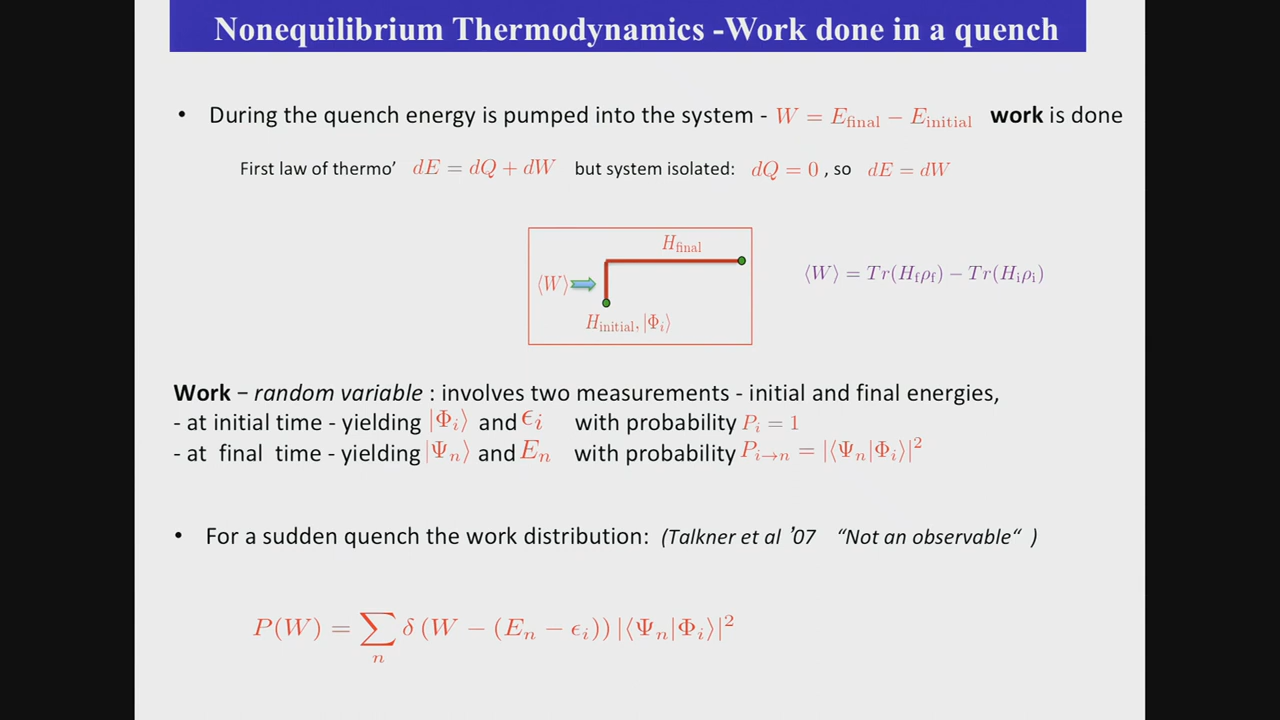 Nonequilibrium Thermodynamics -Work done in a quench
• During the quench energy is pumped into the system - W = E_final − E_initial work is done
First law of thermo’ dE = dQ + dW but system isolated: dQ = 0 , so dE = dW
H_final
⟨W⟩
⟨W⟩ = Tr(H_f ρ_f) − Tr(H_i ρ_i)
H_initial, |Φ_i⟩
Work – random variable : involves two measurements - initial and final energies,
- at initial time - yielding |Φ_i⟩ and ϵ_i with probability P_i = 1
- at final time - yielding |Ψ_n⟩ and E_n with probability P_{i→n} = |⟨Ψ_n|Φ_i⟩|²
• For a sudden quench the work distribution: (Talkner et al ’07 “Not an observable“ )
P(W) = ∑_n δ (W − (E_n − ϵ_i)) |⟨Ψ_n|Φ_i⟩|²